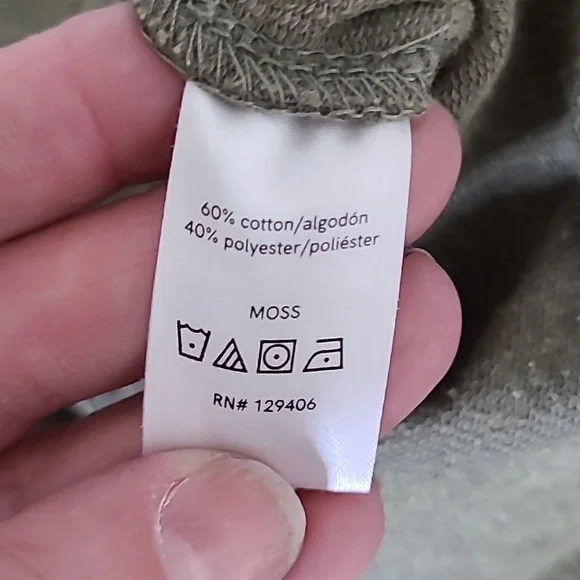 60% cotton/algodón
40% polyester/poliéster
MOSS
RN# 129406